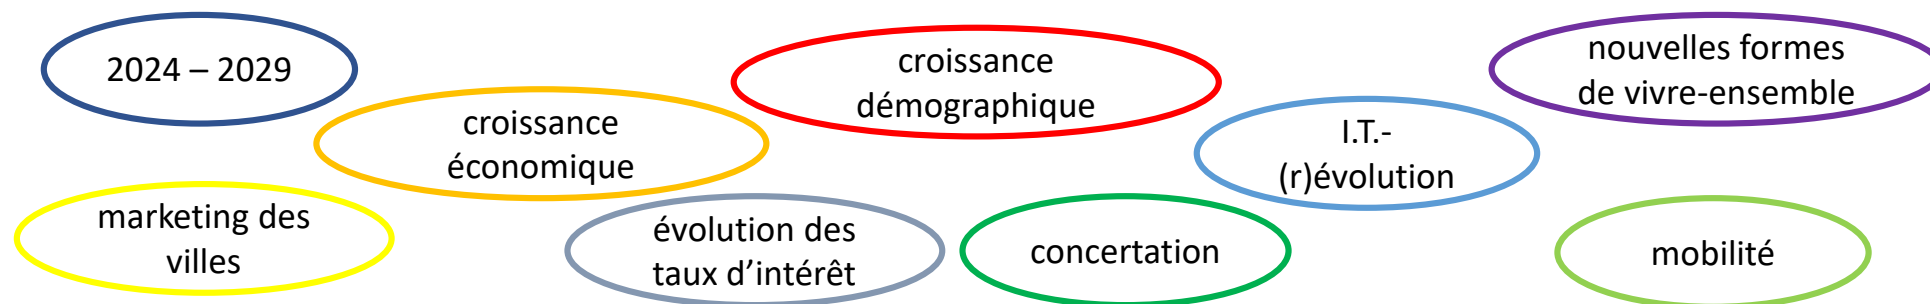 2024 – 2029
croissance
économique
croissance
démographique
I.T.-
(r)évolution
nouvelles formes
de vivre-ensemble
marketing des
villes
évolution des
taux d’intérêt
concertation
mobilité